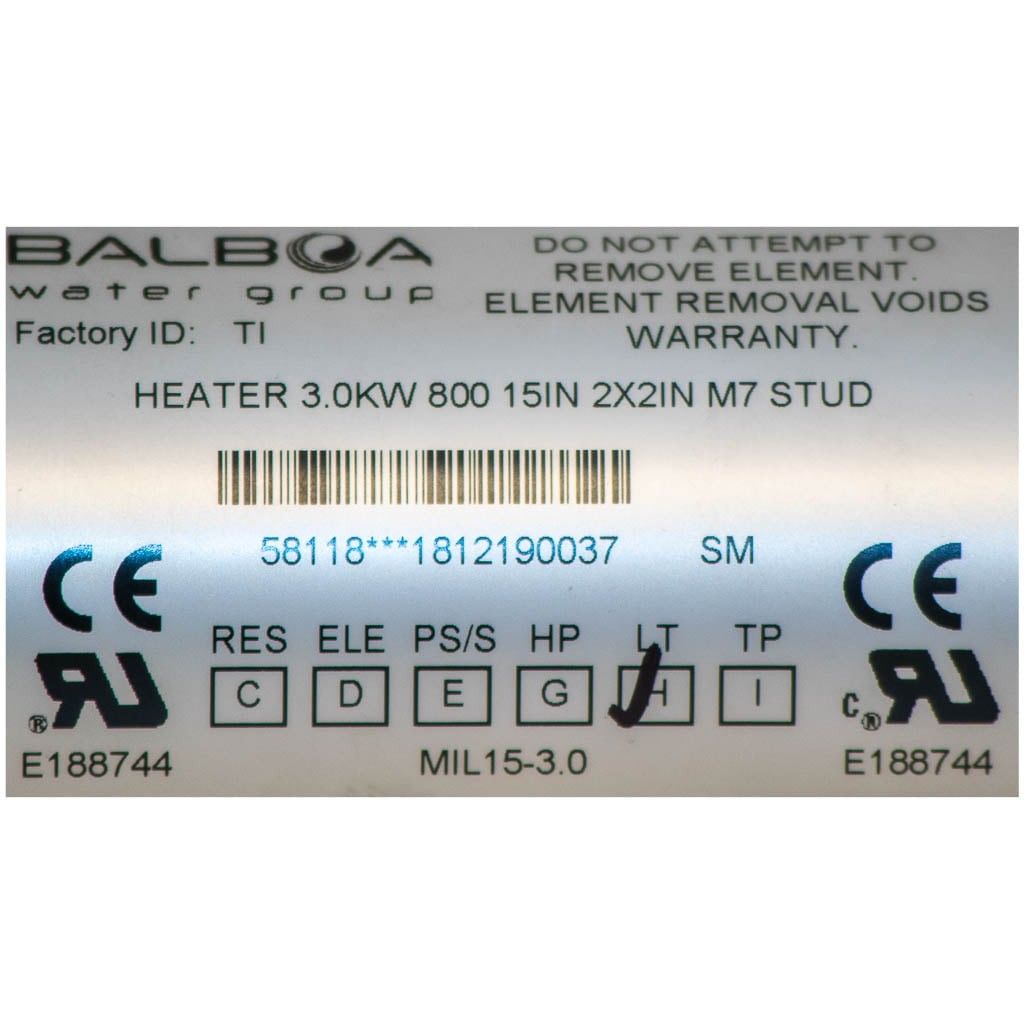 BALBOA
water group
Factory ID: TI
DO NOT ATTEMPT TO
REMOVE ELEMENT.
ELEMENT REMOVAL VOIDS
WARRANTY.
HEATER 3.0KW 800 15IN 2X2IN M7 STUD
58118***1812190037 SM
CE
CE
RES ELE PS/S HP LT TP
C D E G H I
UR®
E188744
MIL15-3.0
C UR®
E188744